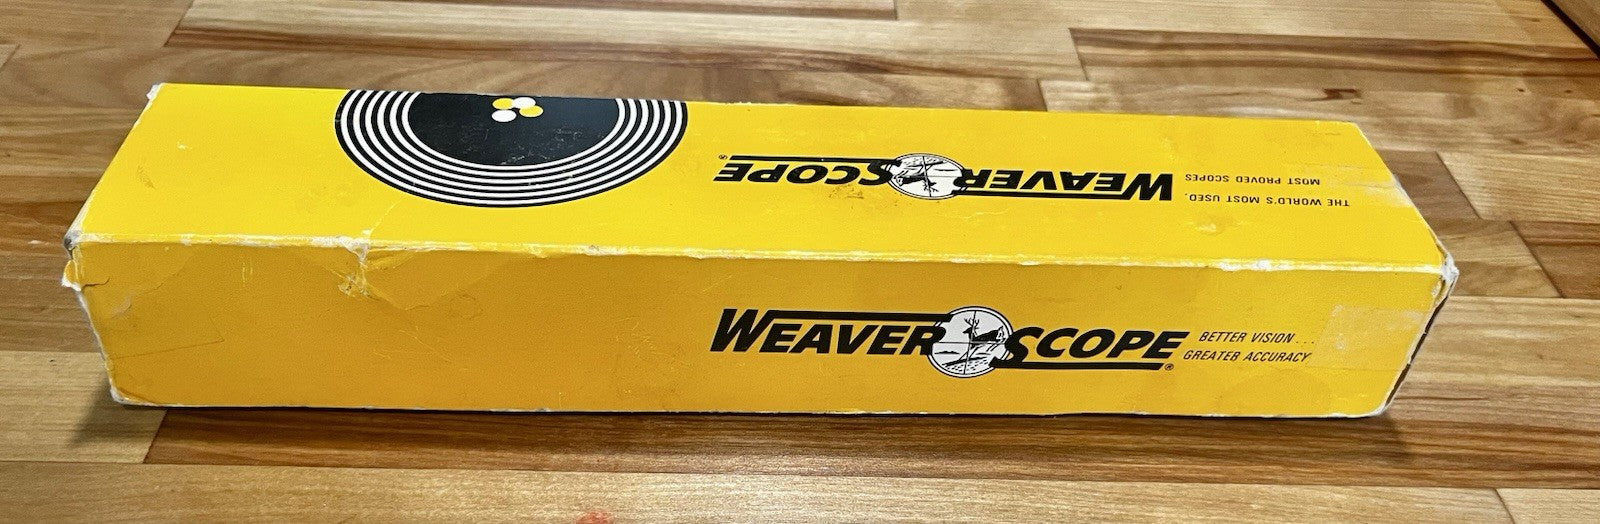 WEAVER SCOPE ®
THE WORLD'S MOST USED,
MOST PROVED SCOPES
WEAVER SCOPE ®
BETTER VISION...
GREATER ACCURACY